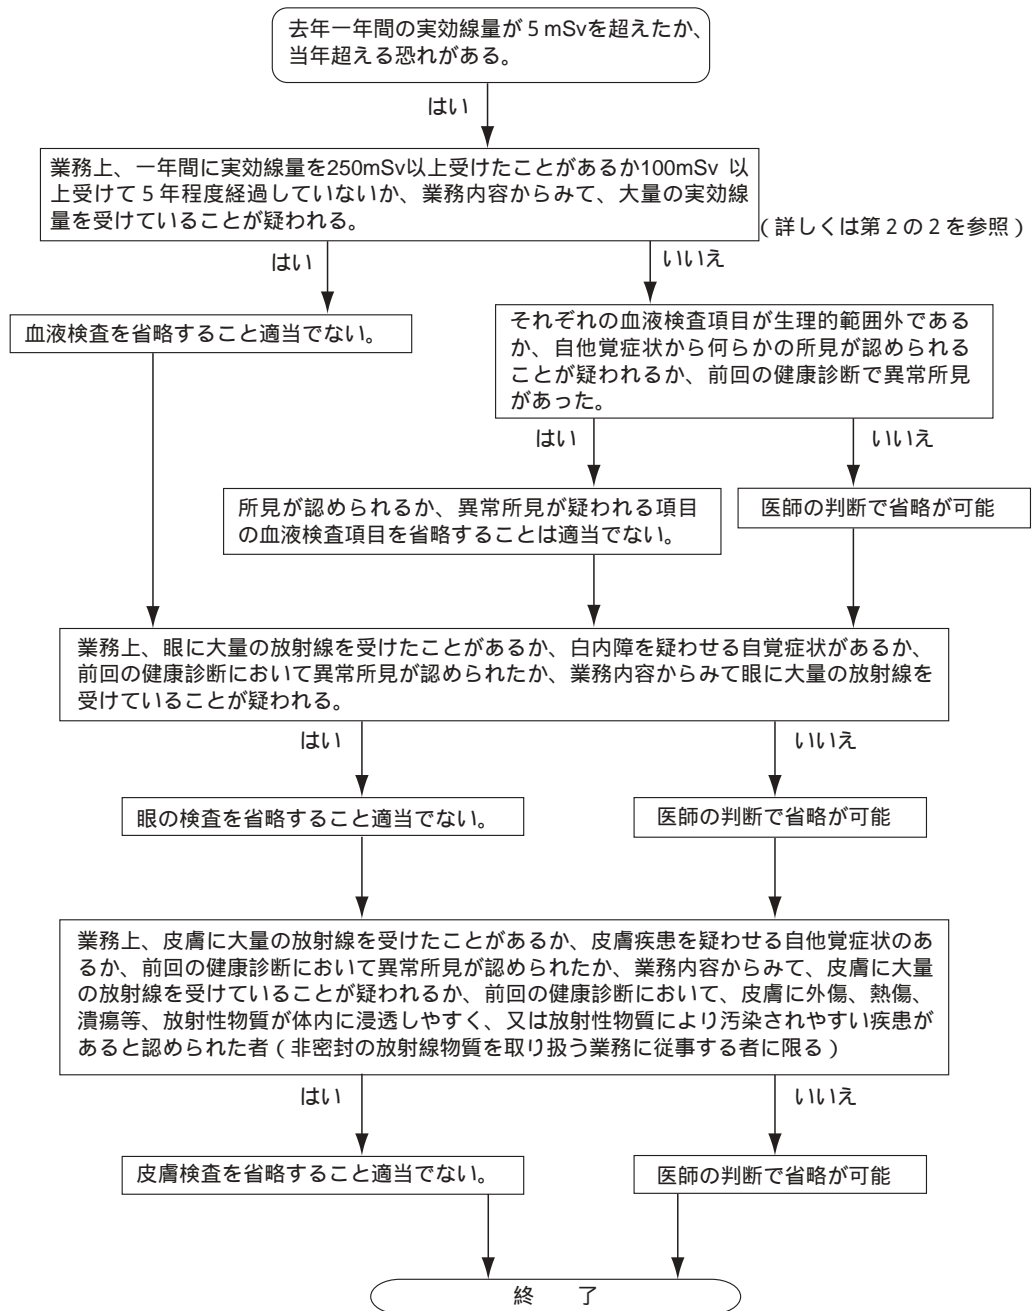 去年一年間の実効線量が５mSvを超えたか、
当年超える恐れがある。
はい
業務上、一年間に実効線量を250mSv以上受けたことがあるか100mSv 以
上受けて５年程度経過していないか、業務内容からみて、大量の実効線
量を受けていることが疑われる。
（詳しくは第２の２を参照）
はい
いいえ
血液検査を省略すること適当でない。
それぞれの血液検査項目が生理的範囲外である
か、自他覚症状から何らかの所見が認められる
ことが疑われるか、前回の健康診断で異常所見
があった。
はい
いいえ
所見が認められるか、異常所見が疑われる項目
の血液検査項目を省略することは適当でない。
医師の判断で省略が可能
業務上、眼に大量の放射線を受けたことがあるか、白内障を疑わせる自覚症状があるか、
前回の健康診断において異常所見が認められたか、業務内容からみて眼に大量の放射線を
受けていることが疑われる。
はい
いいえ
眼の検査を省略すること適当でない。
医師の判断で省略が可能
業務上、皮膚に大量の放射線を受けたことがあるか、皮膚疾患を疑わせる自他覚症状のあ
るか、前回の健康診断において異常所見が認められたか、業務内容からみて、皮膚に大量
の放射線を受けていることが疑われるか、前回の健康診断において、皮膚に外傷、熱傷、
潰瘍等、放射性物質が体内に浸透しやすく、又は放射性物質により汚染されやすい疾患が
あると認められた者（非密封の放射線物質を取り扱う業務に従事する者に限る）
はい
いいえ
皮膚検査を省略すること適当でない。
医師の判断で省略が可能
終　了